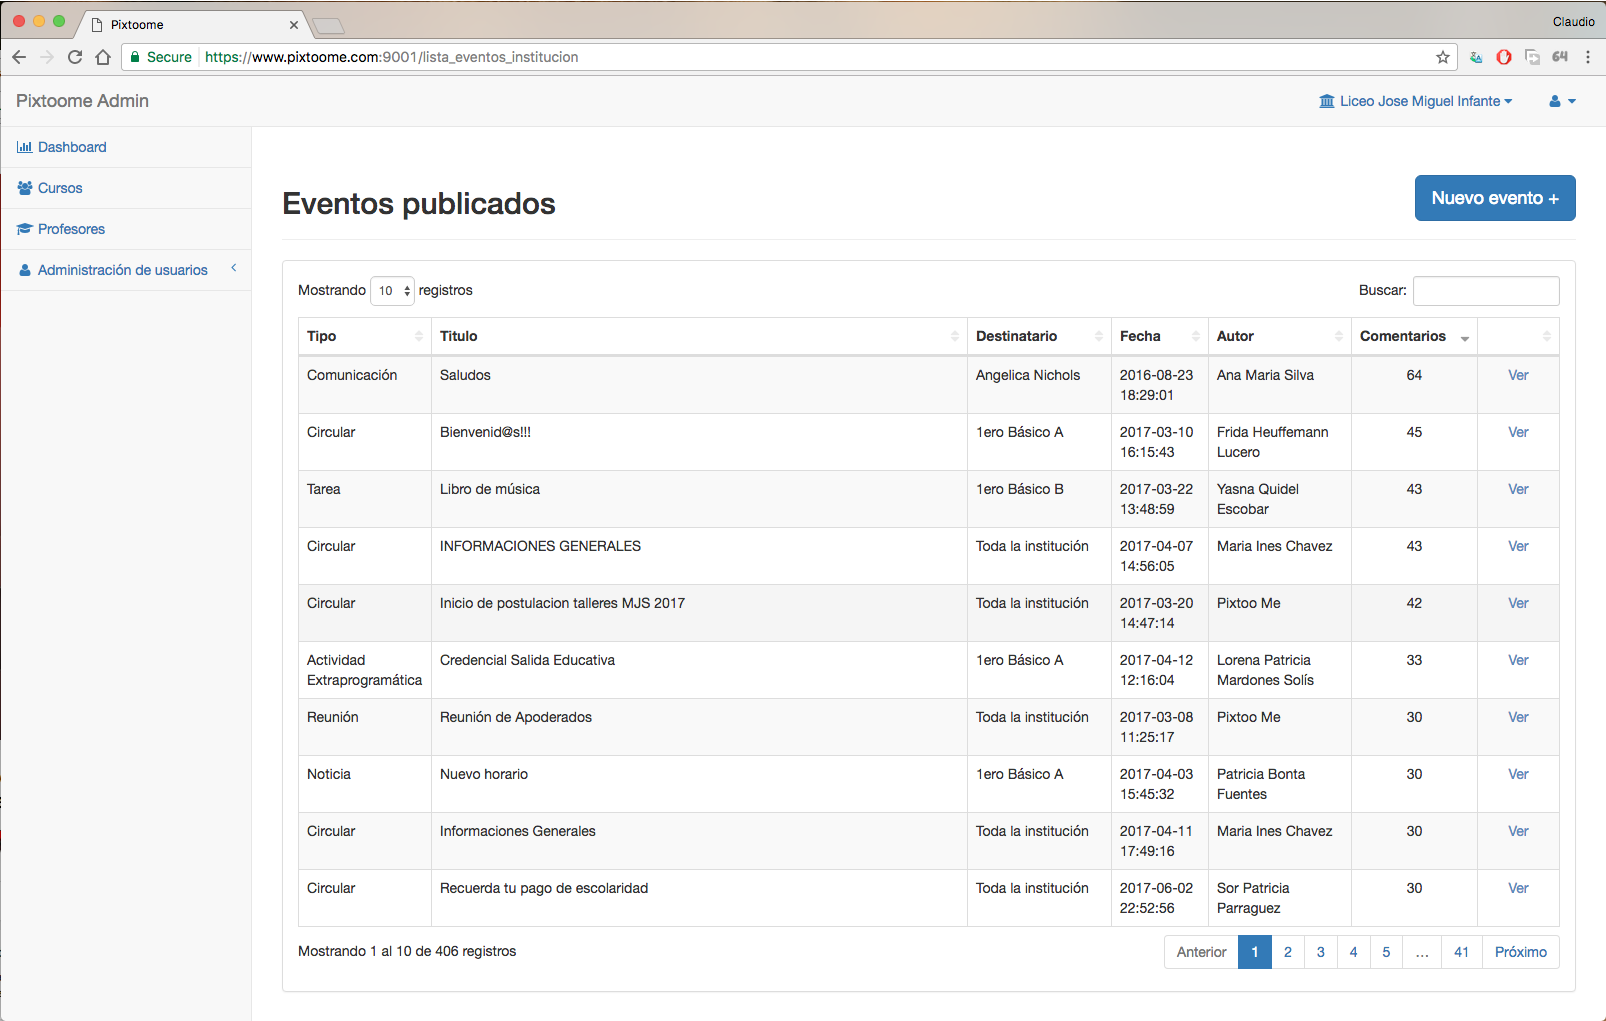 Pixtoome
Claudio
Secure https://www.pixtoome.com:9001/lista_eventos_institucion
64
Pixtoome Admin
Liceo Jose Miguel Infante
Dashboard
Cursos
Profesores
Administración de usuarios
Eventos publicados
Nuevo evento +
Mostrando 10 registros
Buscar:
Tipo Titulo Destinatario Fecha Autor Comentarios
Comunicación Saludos Angelica Nichols 2016-08-23 Ana Maria Silva 64 Ver
18:29:01
Circular Bienvenid@s!!! 1ero Básico A 2017-03-10 Frida Heuffemann 45 Ver
16:15:43 Lucero
Tarea Libro de música 1ero Básico B 2017-03-22 Yasna Quidel 43 Ver
13:48:59 Escobar
Circular INFORMACIONES GENERALES Toda la institución 2017-04-07 Maria Ines Chavez 43 Ver
14:56:05
Circular Inicio de postulacion talleres MJS 2017 Toda la institución 2017-03-20 Pixtoo Me 42 Ver
14:47:14
Actividad Credencial Salida Educativa 1ero Básico A 2017-04-12 Lorena Patricia 33 Ver
Extraprogramática 12:16:04 Mardones Solís
Reunión Reunión de Apoderados Toda la institución 2017-03-08 Pixtoo Me 30 Ver
11:25:17
Noticia Nuevo horario 1ero Básico A 2017-04-03 Patricia Bonta 30 Ver
15:45:32 Fuentes
Circular Informaciones Generales Toda la institución 2017-04-11 Maria Ines Chavez 30 Ver
17:49:16
Circular Recuerda tu pago de escolaridad Toda la institución 2017-06-02 Sor Patricia 30 Ver
22:52:56 Parraguez
Mostrando 1 al 10 de 406 registros
Anterior 1 2 3 4 5 ... 41 Próximo